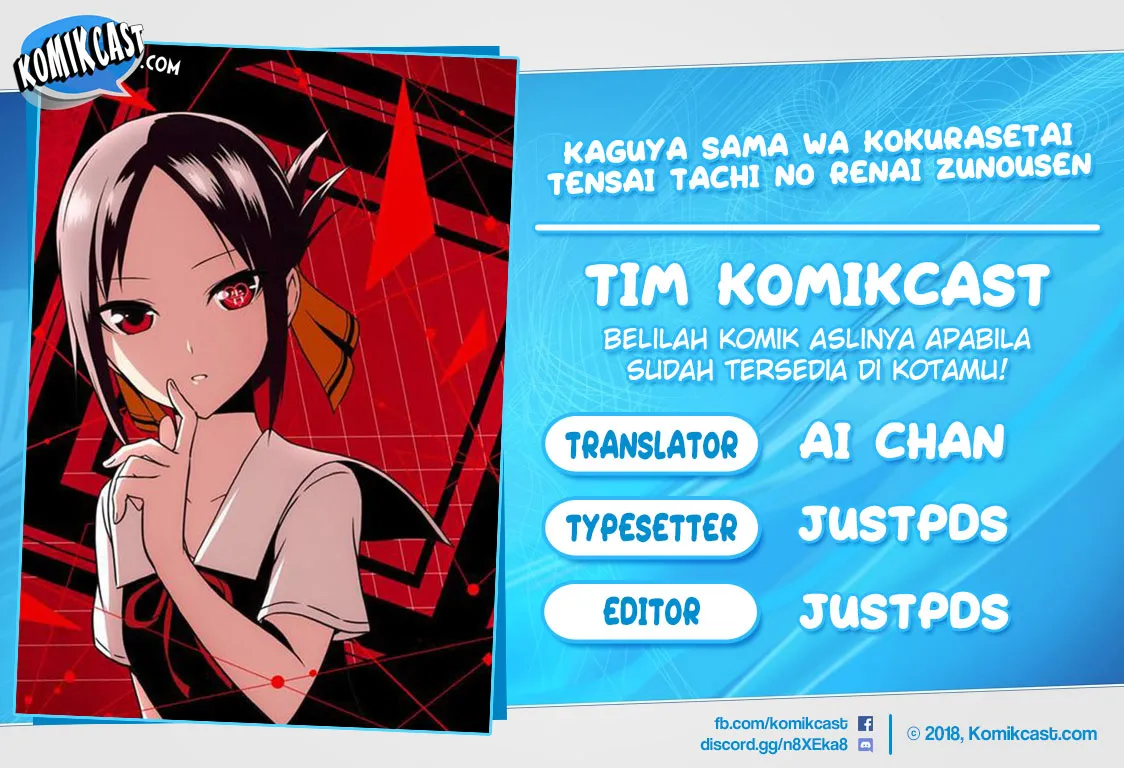 KOMIKCAST.COM
KAGUYA SAMA WA KOKURASETAI
TENSAI TACHI NO RENAI ZUNOUSEN
TIM KOMIKCAST
BELILAH KOMIK ASLINYA APABILA
SUDAH TERSEDIA DI KOTAMU!
TRANSLATOR AI CHAN
TYPESETTER JUSTPDS
EDITOR JUSTPDS
fb.com/komikcast
discord.gg/n8XEka8
© 2018, Komikcast.com